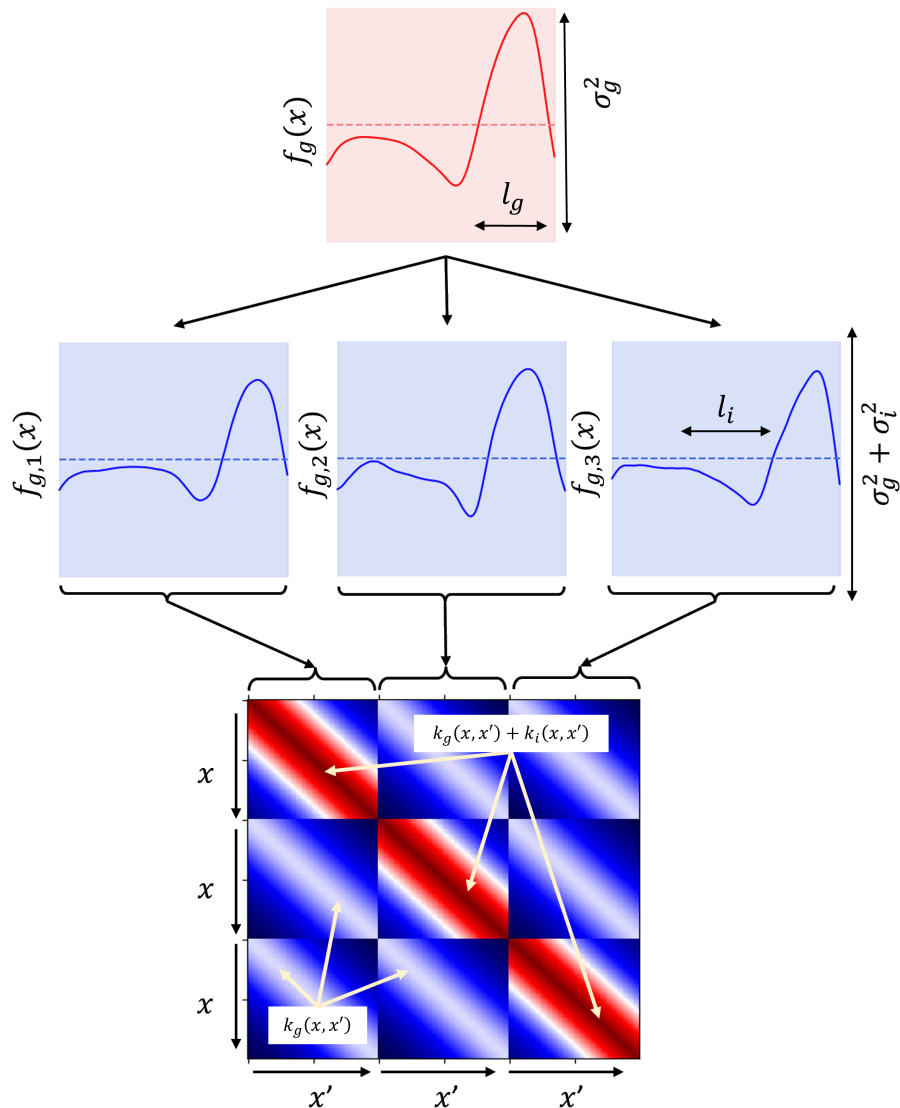 f_g(x)
σ_g^2
l_g
f_{g,1}(x)
f_{g,2}(x)
f_{g,3}(x)
l_i
σ_g^2 + σ_i^2
k_g(x, x′) + k_i(x, x′)
x
x
x
k_g(x, x′)
x′
x′
x′